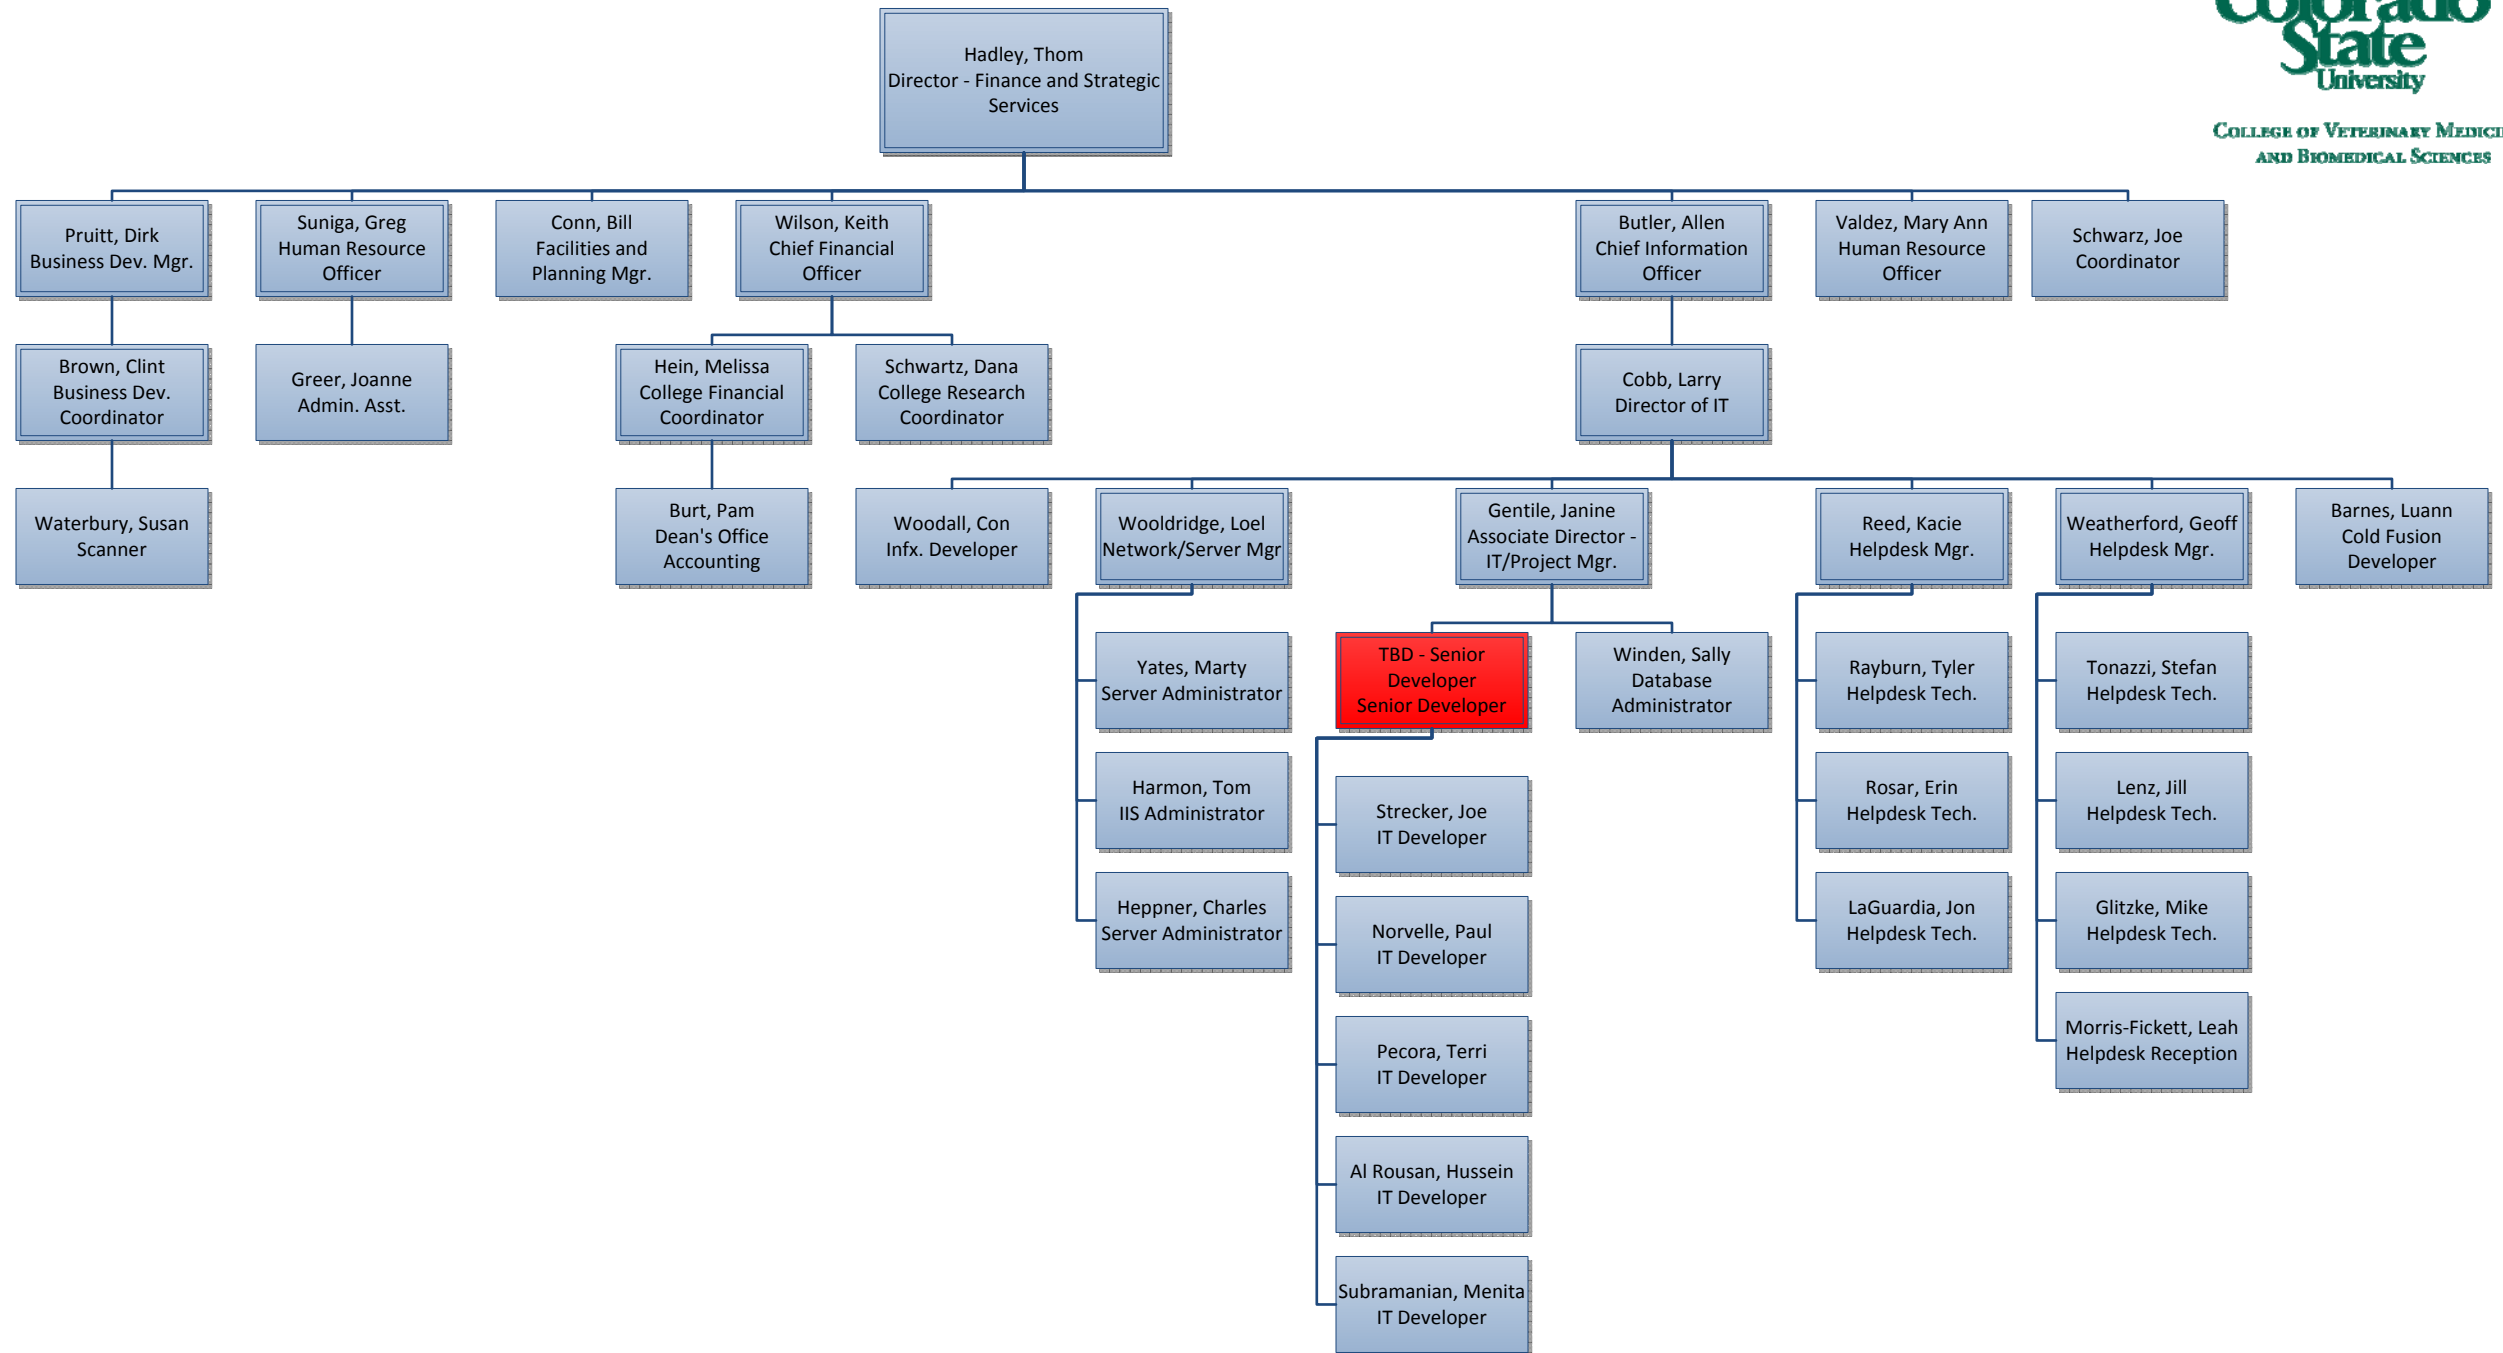 Colorado
State
University
COLLEGE OF VETERINARY MEDICI
AND BIOMEDICAL SCIENCES
Hadley, Thom
Director - Finance and Strategic
Services
Pruitt, Dirk
Business Dev. Mgr.
Suniga, Greg
Human Resource
Officer
Conn, Bill
Facilities and
Planning Mgr.
Wilson, Keith
Chief Financial
Officer
Butler, Allen
Chief Information
Officer
Valdez, Mary Ann
Human Resource
Officer
Schwarz, Joe
Coordinator
Brown, Clint
Business Dev.
Coordinator
Greer, Joanne
Admin. Asst.
Hein, Melissa
College Financial
Coordinator
Schwartz, Dana
College Research
Coordinator
Cobb, Larry
Director of IT
Waterbury, Susan
Scanner
Burt, Pam
Dean's Office
Accounting
Woodall, Con
Infx. Developer
Wooldridge, Loel
Network/Server Mgr
Gentile, Janine
Associate Director -
IT/Project Mgr.
Reed, Kacie
Helpdesk Mgr.
Weatherford, Geoff
Helpdesk Mgr.
Barnes, Luann
Cold Fusion
Developer
Yates, Marty
Server Administrator
TBD - Senior
Developer
Senior Developer
Winden, Sally
Database
Administrator
Rayburn, Tyler
Helpdesk Tech.
Tonazzi, Stefan
Helpdesk Tech.
Harmon, Tom
IIS Administrator
Strecker, Joe
IT Developer
Rosar, Erin
Helpdesk Tech.
Lenz, Jill
Helpdesk Tech.
Heppner, Charles
Server Administrator
Norvelle, Paul
IT Developer
LaGuardia, Jon
Helpdesk Tech.
Glitzke, Mike
Helpdesk Tech.
Pecora, Terri
IT Developer
Morris-Fickett, Leah
Helpdesk Reception
Al Rousan, Hussein
IT Developer
Subramanian, Menita
IT Developer